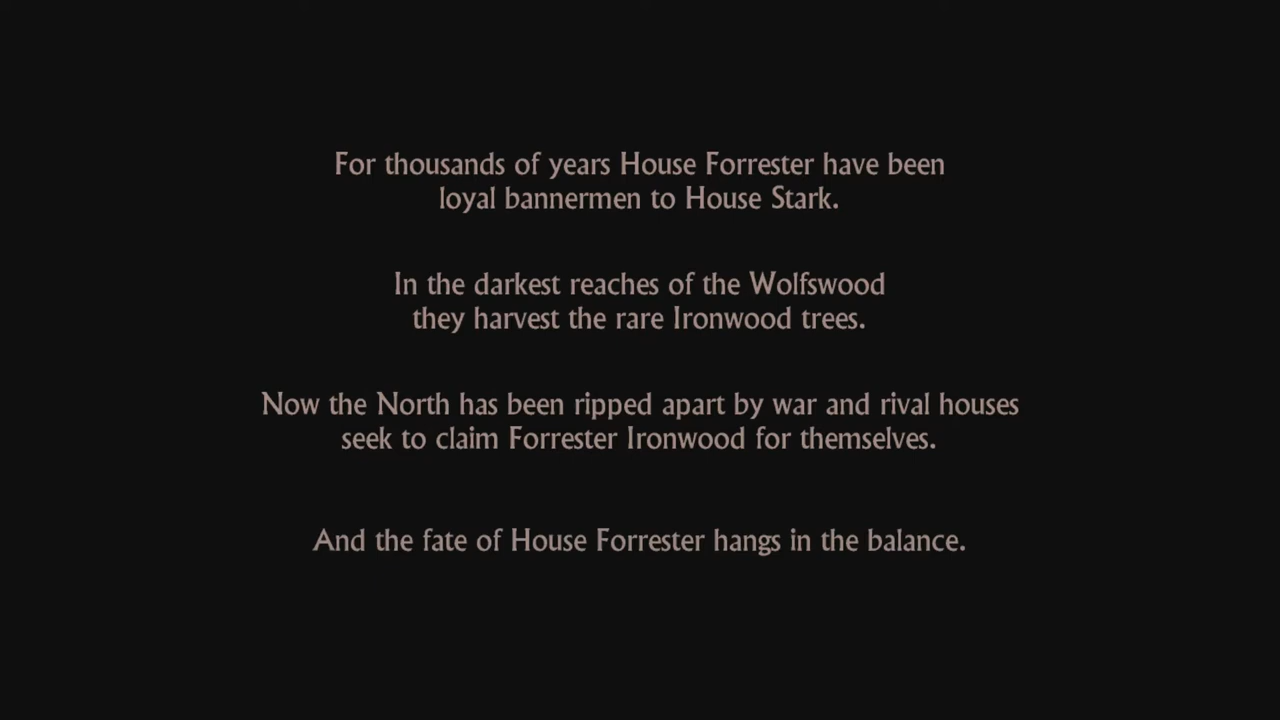 For thousands of years House Forrester have been
loyal bannermen to House Stark.
In the darkest reaches of the Wolfswood
they harvest the rare Ironwood trees.
Now the North has been ripped apart by war and rival houses
seek to claim Forrester Ironwood for themselves.
And the fate of House Forrester hangs in the balance.